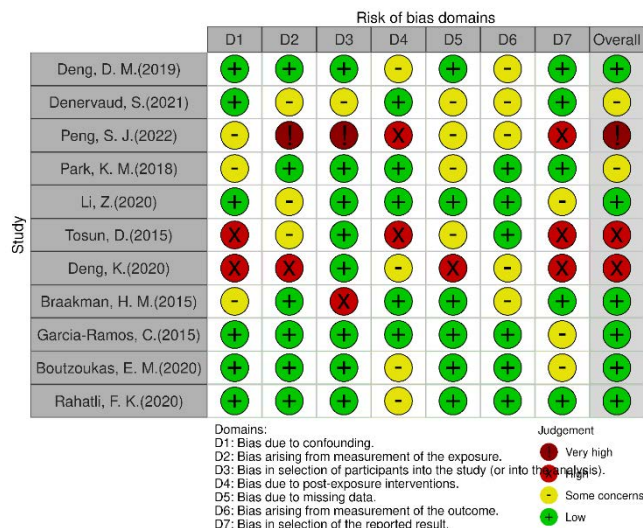 Risk of bias domains
D1 D2 D3 D4 D5 D6 D7 Overall
Study
Deng, D. M.(2019) + + + - + - + +
Denervaud, S.(2021) + - - + - - + -
Peng, S. J.(2022) - ! ! X - - X !
Park, K. M.(2018) - + + + - + + -
Li, Z.(2020) + - + + + + - +
Tosun, D.(2015) X - + X - + X X
Deng, K.(2020) X X + - X - X X
Braakman, H. M.(2015) - + X + + - + +
Garcia-Ramos, C.(2015) + + + + + + - +
Boutzoukas, E. M.(2020) + + + - + + - +
Rahatli, F. K.(2020) + + + - + + + +
Domains:
D1: Bias due to confounding.
D2: Bias arising from measurement of the exposure.
D3: Bias in selection of participants into the study (or into the analysis).
D4: Bias due to post-exposure interventions.
D5: Bias due to missing data.
D6: Bias arising from measurement of the outcome.
D7: Bias in selection of the reported result.
Judgement
! Very high
X High
- Some concerns
+ Low